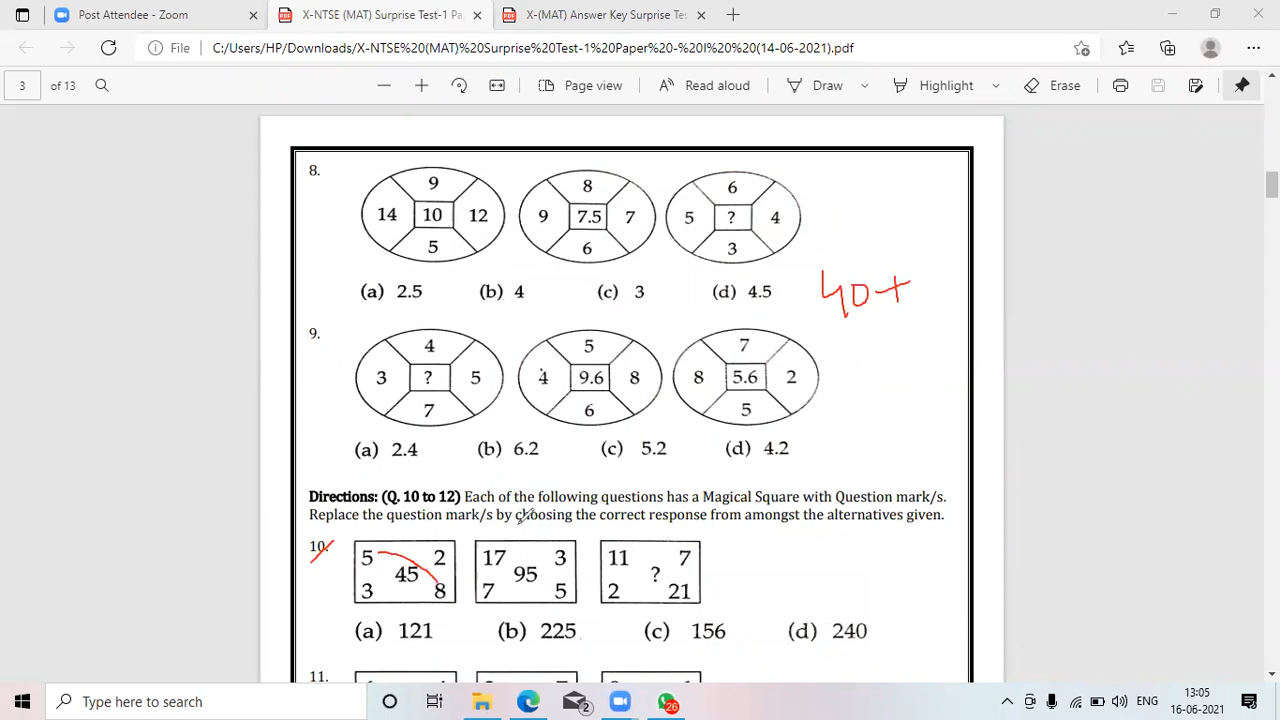 Post Attendee - Zoom
X-NTSE (MAT) Surprise Test-1 Pa
X-(MAT) Answer Key Surprise Tes
File C:/Users/HP/Downloads/X-NTSE%20(MAT)%20Surprise%20Test-1%20Paper%20-%20I%20%20(14-06-2021).pdf
3 of 13 Page view Read aloud Draw Highlight Erase
8.
9 8 6
14 10 12 9 7.5 7 5 ? 4
5 6 3
(a) 2.5 (b) 4 (c) 3 (d) 4.5
40+
9.
4 5 7
3 ? 5 4 9.6 8 8 5.6 2
7 6 5
(a) 2.4 (b) 6.2 (c) 5.2 (d) 4.2
Directions: (Q. 10 to 12) Each of the following questions has a Magical Square with Question mark/s.
Replace the question mark/s by choosing the correct response from amongst the alternatives given.
10.
5 2 17 3 11 7
45 95 ?
3 8 7 5 2 21
(a) 121 (b) 225 (c) 156 (d) 240
11.
Type here to search
2
26
ENG
13:05
16-06-2021